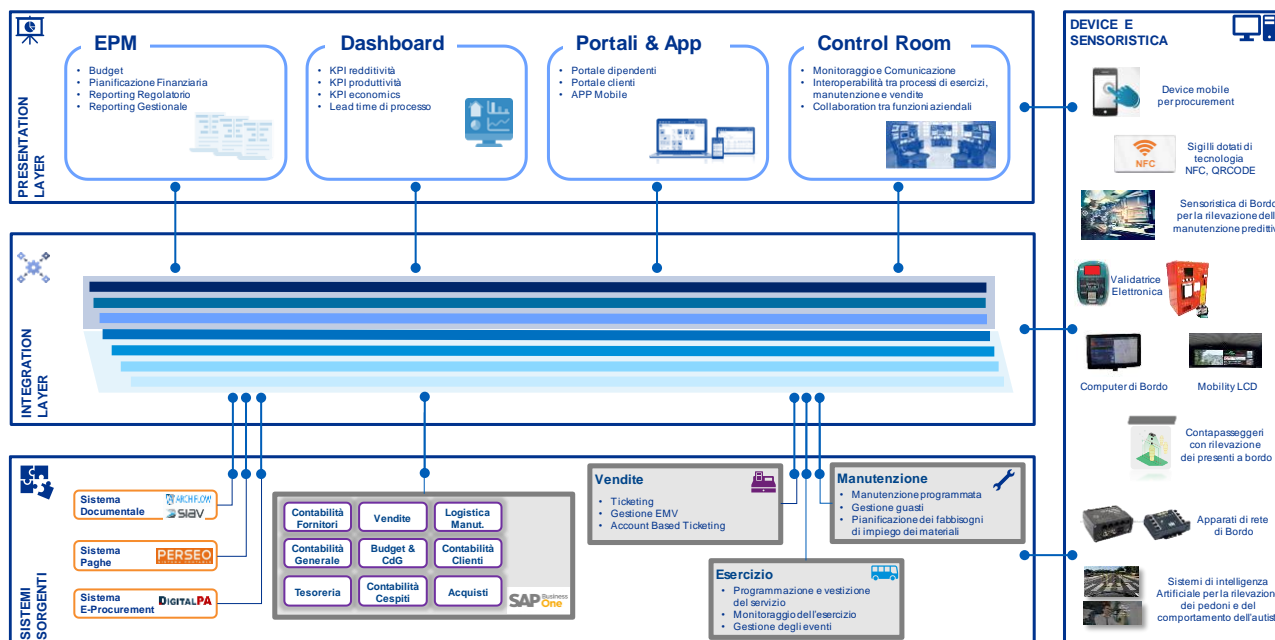 PRESENTATION
LAYER
EPM
• Budget
• Pianificazione Finanziaria
• Reporting Regolatorio
• Reporting Gestionale
Dashboard
• KPI redditività
• KPI produttività
• KPI economics
• Lead time di processo
Portali & App
• Portale dipendenti
• Portale clienti
• APP Mobile
Control Room
• Monitoraggio e Comunicazione
• Interoperabilità tra processi di esercizi,
manutenzione e vendite
• Collaboration tra funzioni aziendali
INTEGRATION
LAYER
SISTEMI
SORGENTI
Sistema
Documentale
ARCHIFLOW
SIAV
Sistema
Paghe
PERSEO
Sistema
E-Procurement
DIGITALPA
Contabilità
Fornitori
Vendite
Logistica
Manut.
Contabilità
Generale
Budget &
CdG
Contabilità
Clienti
Tesoreria
Contabilità
Cespiti
Acquisti
SAP Business
One
Vendite
• Ticketing
• Gestione EMV
• Account Based Ticketing
Manutenzione
• Manutenzione programmata
• Gestione guasti
• Pianificazione dei fabbisogni
di impiego dei materiali
Esercizio
• Programmazione e vestizione
del servizio
• Monitoraggio dell'esercizio
• Gestione degli eventi
DEVICE E
SENSORISTICA
Device mobile
per procurement
NFC
Sigilli dotati di
tecnologia
NFC, QRCODE
Sensoristica di Bordo
per la rilevazione dell
manutenzione predittiv
Validatrice
Elettronica
Computer di Bordo
Mobility LCD
Contapasseggeri
con rilevazione
dei presenti a bordo
Apparati di rete
di Bordo
Sistemi di intelligenza
Artificiale per la rilevazion
dei pedoni e del
comportamento dell'autist